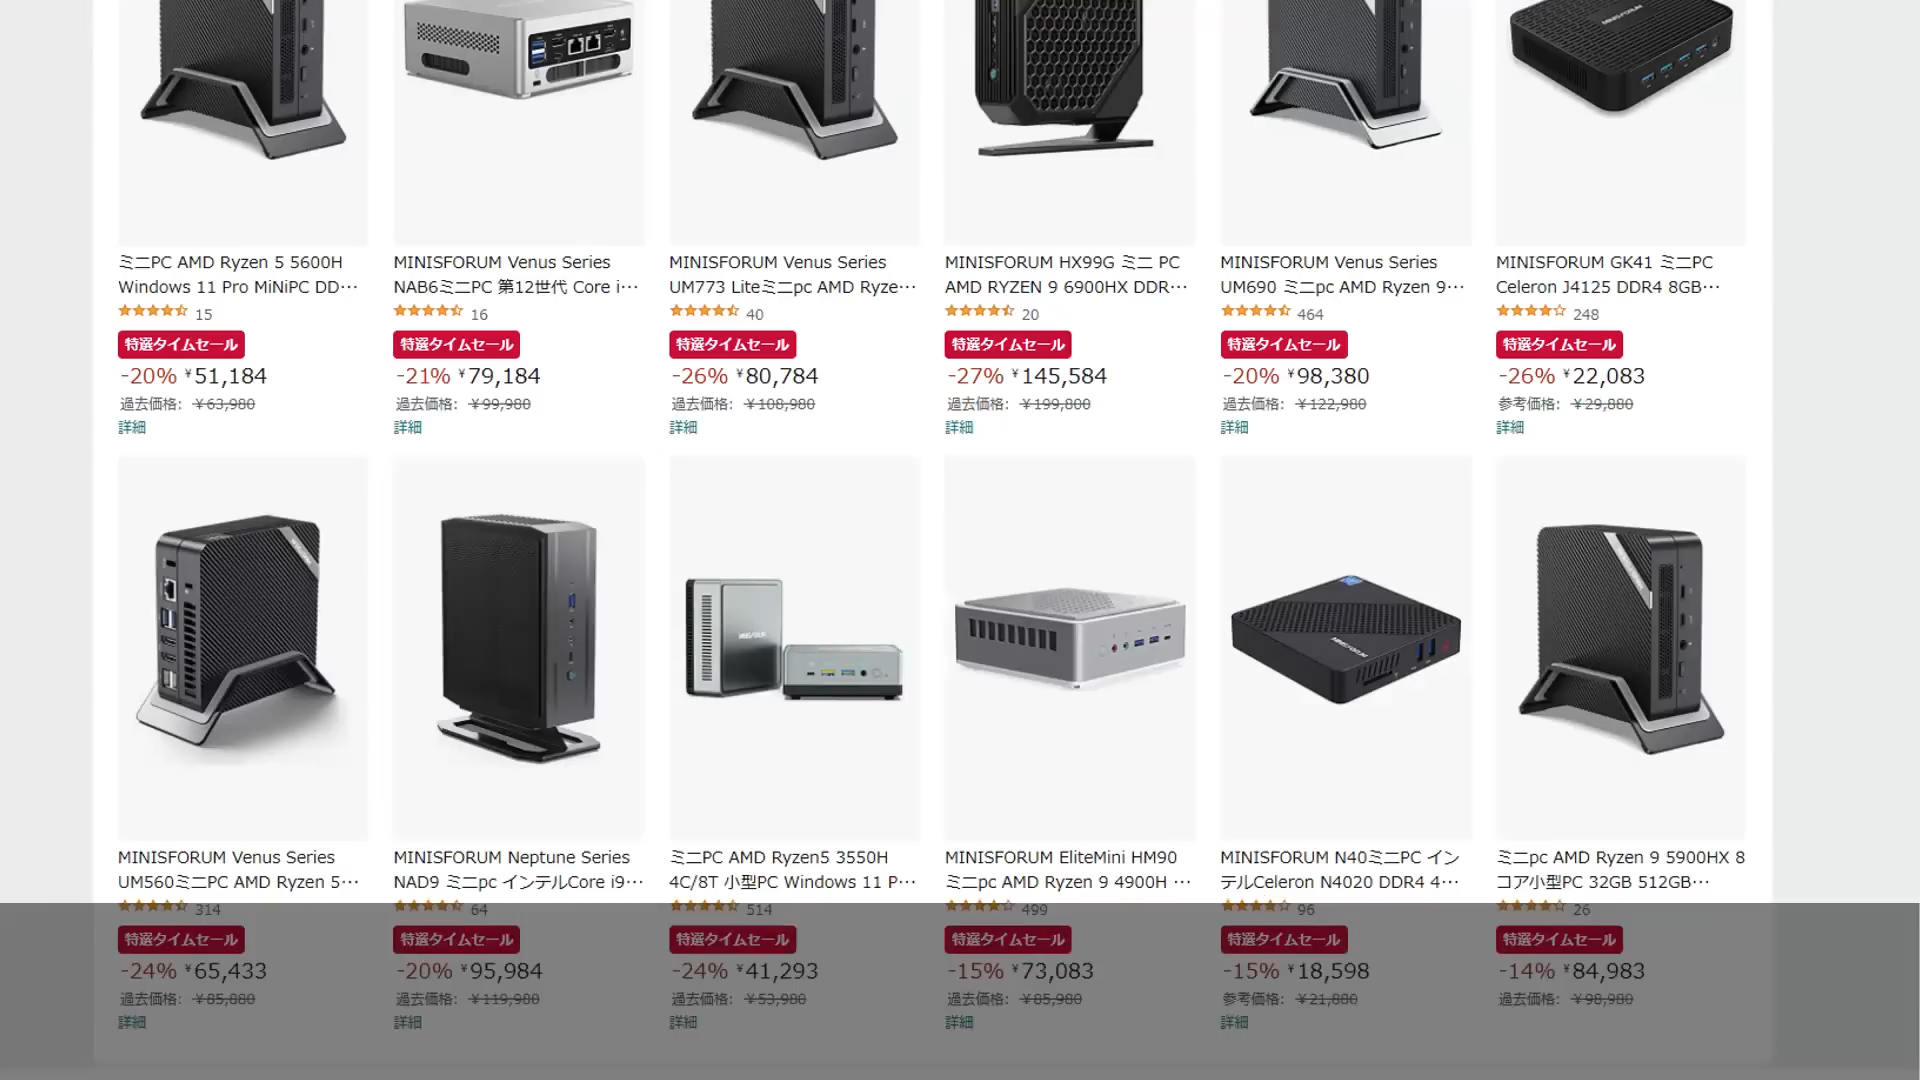 ミニPC AMD Ryzen 5 5600H
Windows 11 Pro MiNiPC DD…
15
特選タイムセール
-20% ¥51,184
過去価格: ¥63,980
詳細
MINISFORUM Venus Series
NAB6ミニPC 第12世代 Core i…
16
特選タイムセール
-21% ¥79,184
過去価格: ¥99,980
詳細
MINISFORUM Venus Series
UM773 Liteミニpc AMD Ryze…
40
特選タイムセール
-26% ¥80,784
過去価格: ¥108,980
詳細
MINISFORUM HX99G ミニ PC
AMD RYZEN 9 6900HX DDR…
20
特選タイムセール
-27% ¥145,584
過去価格: ¥199,800
詳細
MINISFORUM Venus Series
UM690 ミニpc AMD Ryzen 9…
464
特選タイムセール
-20% ¥98,380
過去価格: ¥122,980
詳細
MINISFORUM GK41 ミニPC
Celeron J4125 DDR4 8GB…
248
特選タイムセール
-26% ¥22,083
参考価格: ¥29,880
詳細
MINISFORUM Venus Series
UM560ミニPC AMD Ryzen 5…
314
特選タイムセール
-24% ¥65,433
過去価格: ¥85,880
詳細
MINISFORUM Neptune Series
NAD9 ミニpc インテルCore i9…
64
特選タイムセール
-20% ¥95,984
過去価格: ¥119,980
詳細
ミニPC AMD Ryzen5 3550H
4C/8T 小型PC Windows 11 P…
514
特選タイムセール
-24% ¥41,293
過去価格: ¥53,980
詳細
MINISFORUM EliteMini HM90
ミニpc AMD Ryzen 9 4900H …
499
特選タイムセール
-15% ¥73,083
過去価格: ¥85,980
詳細
MINISFORUM N40ミニPC イン
テルCeleron N4020 DDR4 4…
96
特選タイムセール
-15% ¥18,598
参考価格: ¥21,880
詳細
ミニpc AMD Ryzen 9 5900HX 8
コア小型PC 32GB 512GB…
26
特選タイムセール
-14% ¥84,983
過去価格: ¥98,980